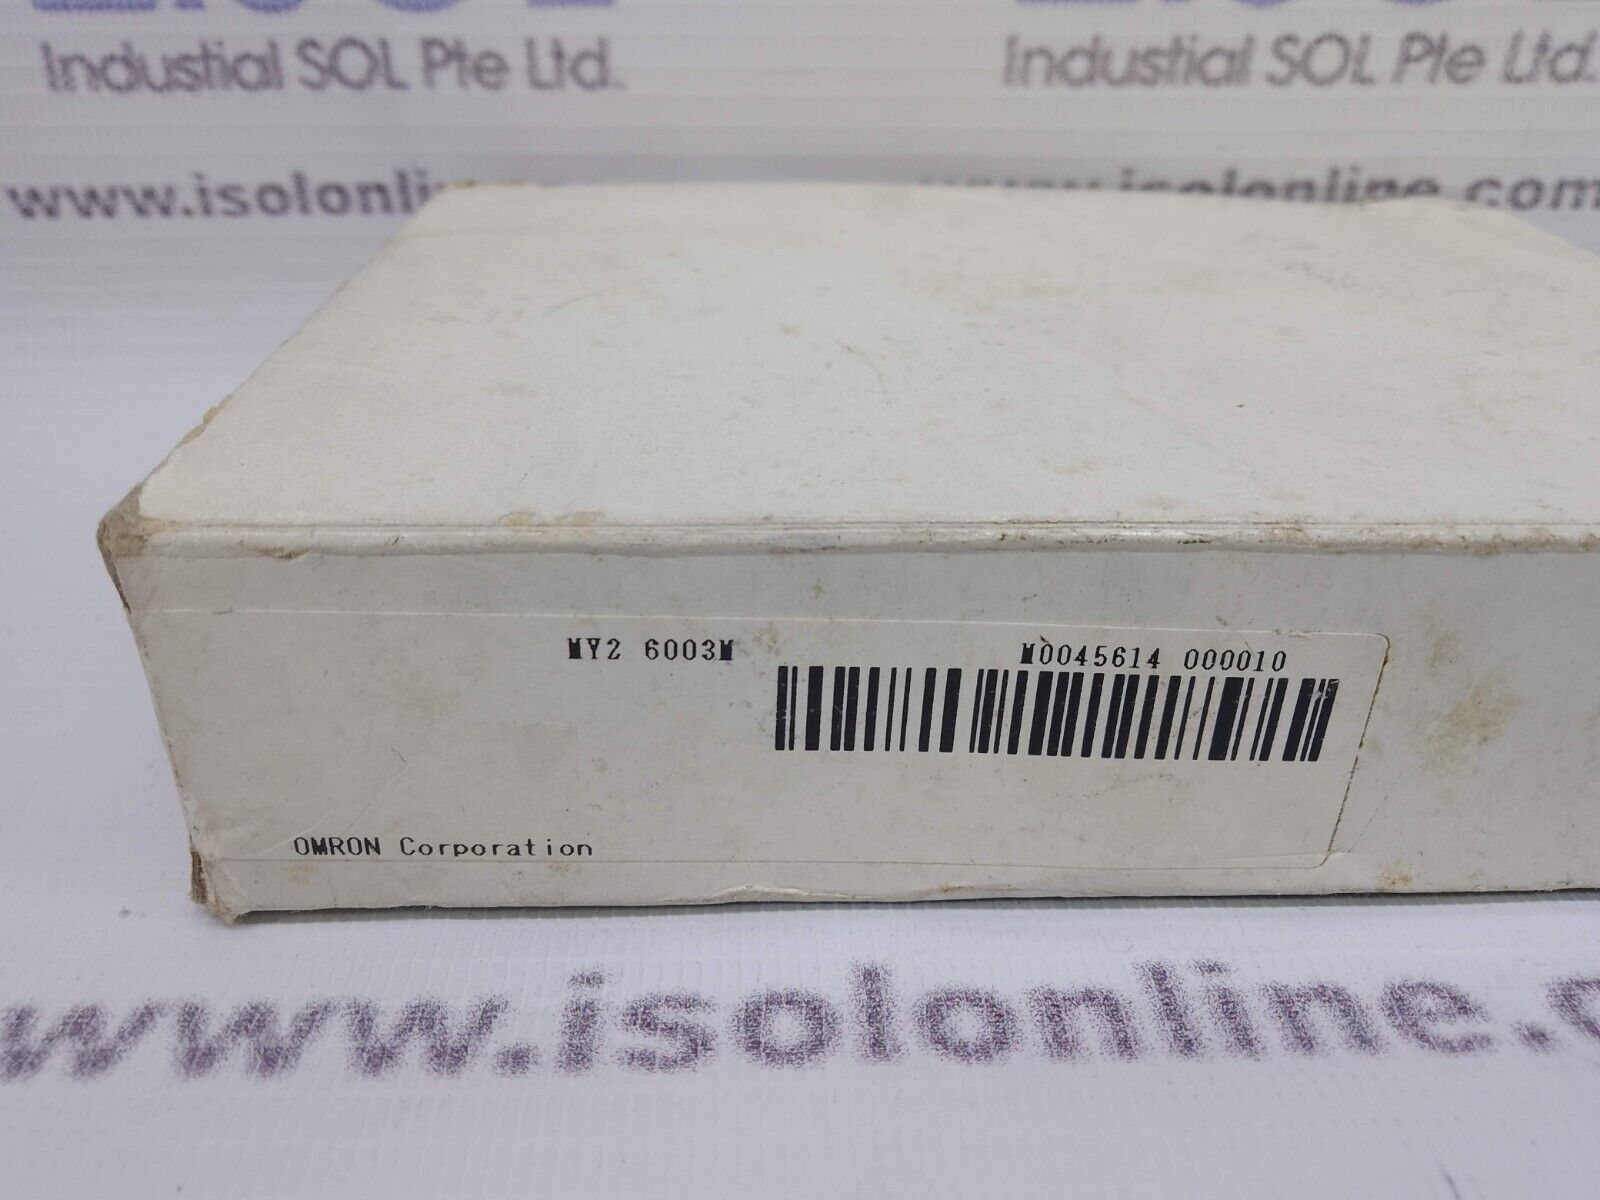 Industial SOL Pte Ltd.
Industial SOL Pte Ltd.
www.isolonline
www.isolonline.com
MY2 6003M
M0045614 000010
OMRON Corporation
www.isolonline.c